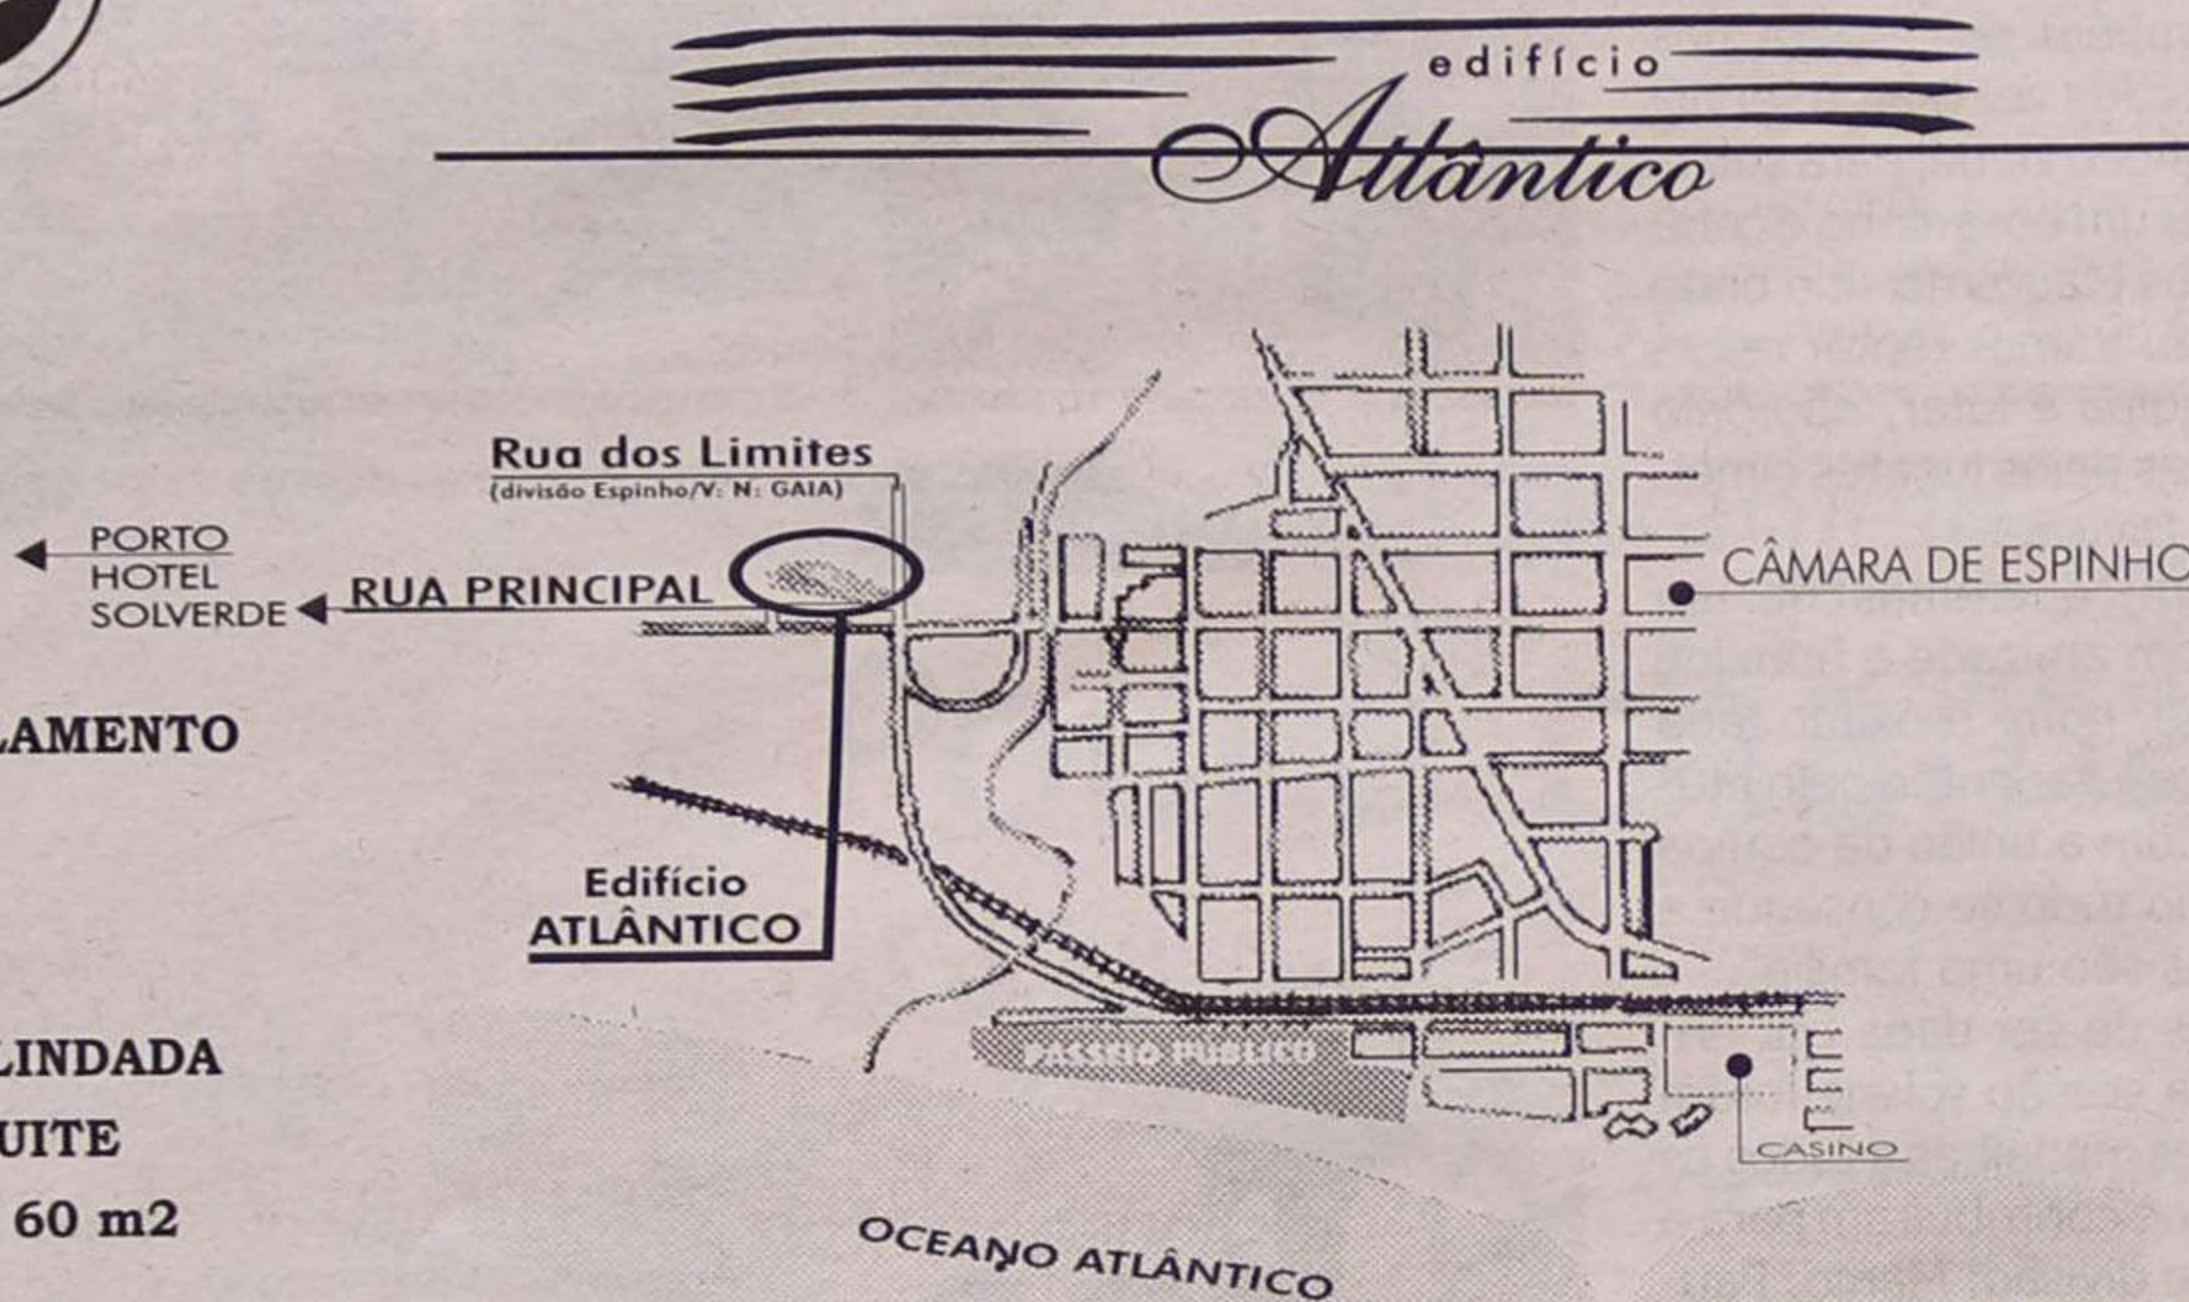 edifício
Atlântico
Rua dos Limites
(divisão Espinho/V: N: GAIA)
PORTO
HOTEL
SOLVERDE
RUA PRINCIPAL
CÂMARA DE ESPINHO
LAMENTO
Edifício
ATLÂNTICO
LINDADA
PASSEIO PUBLICO
UITE
CASINO
60 m2
OCEANO ATLÂNTICO